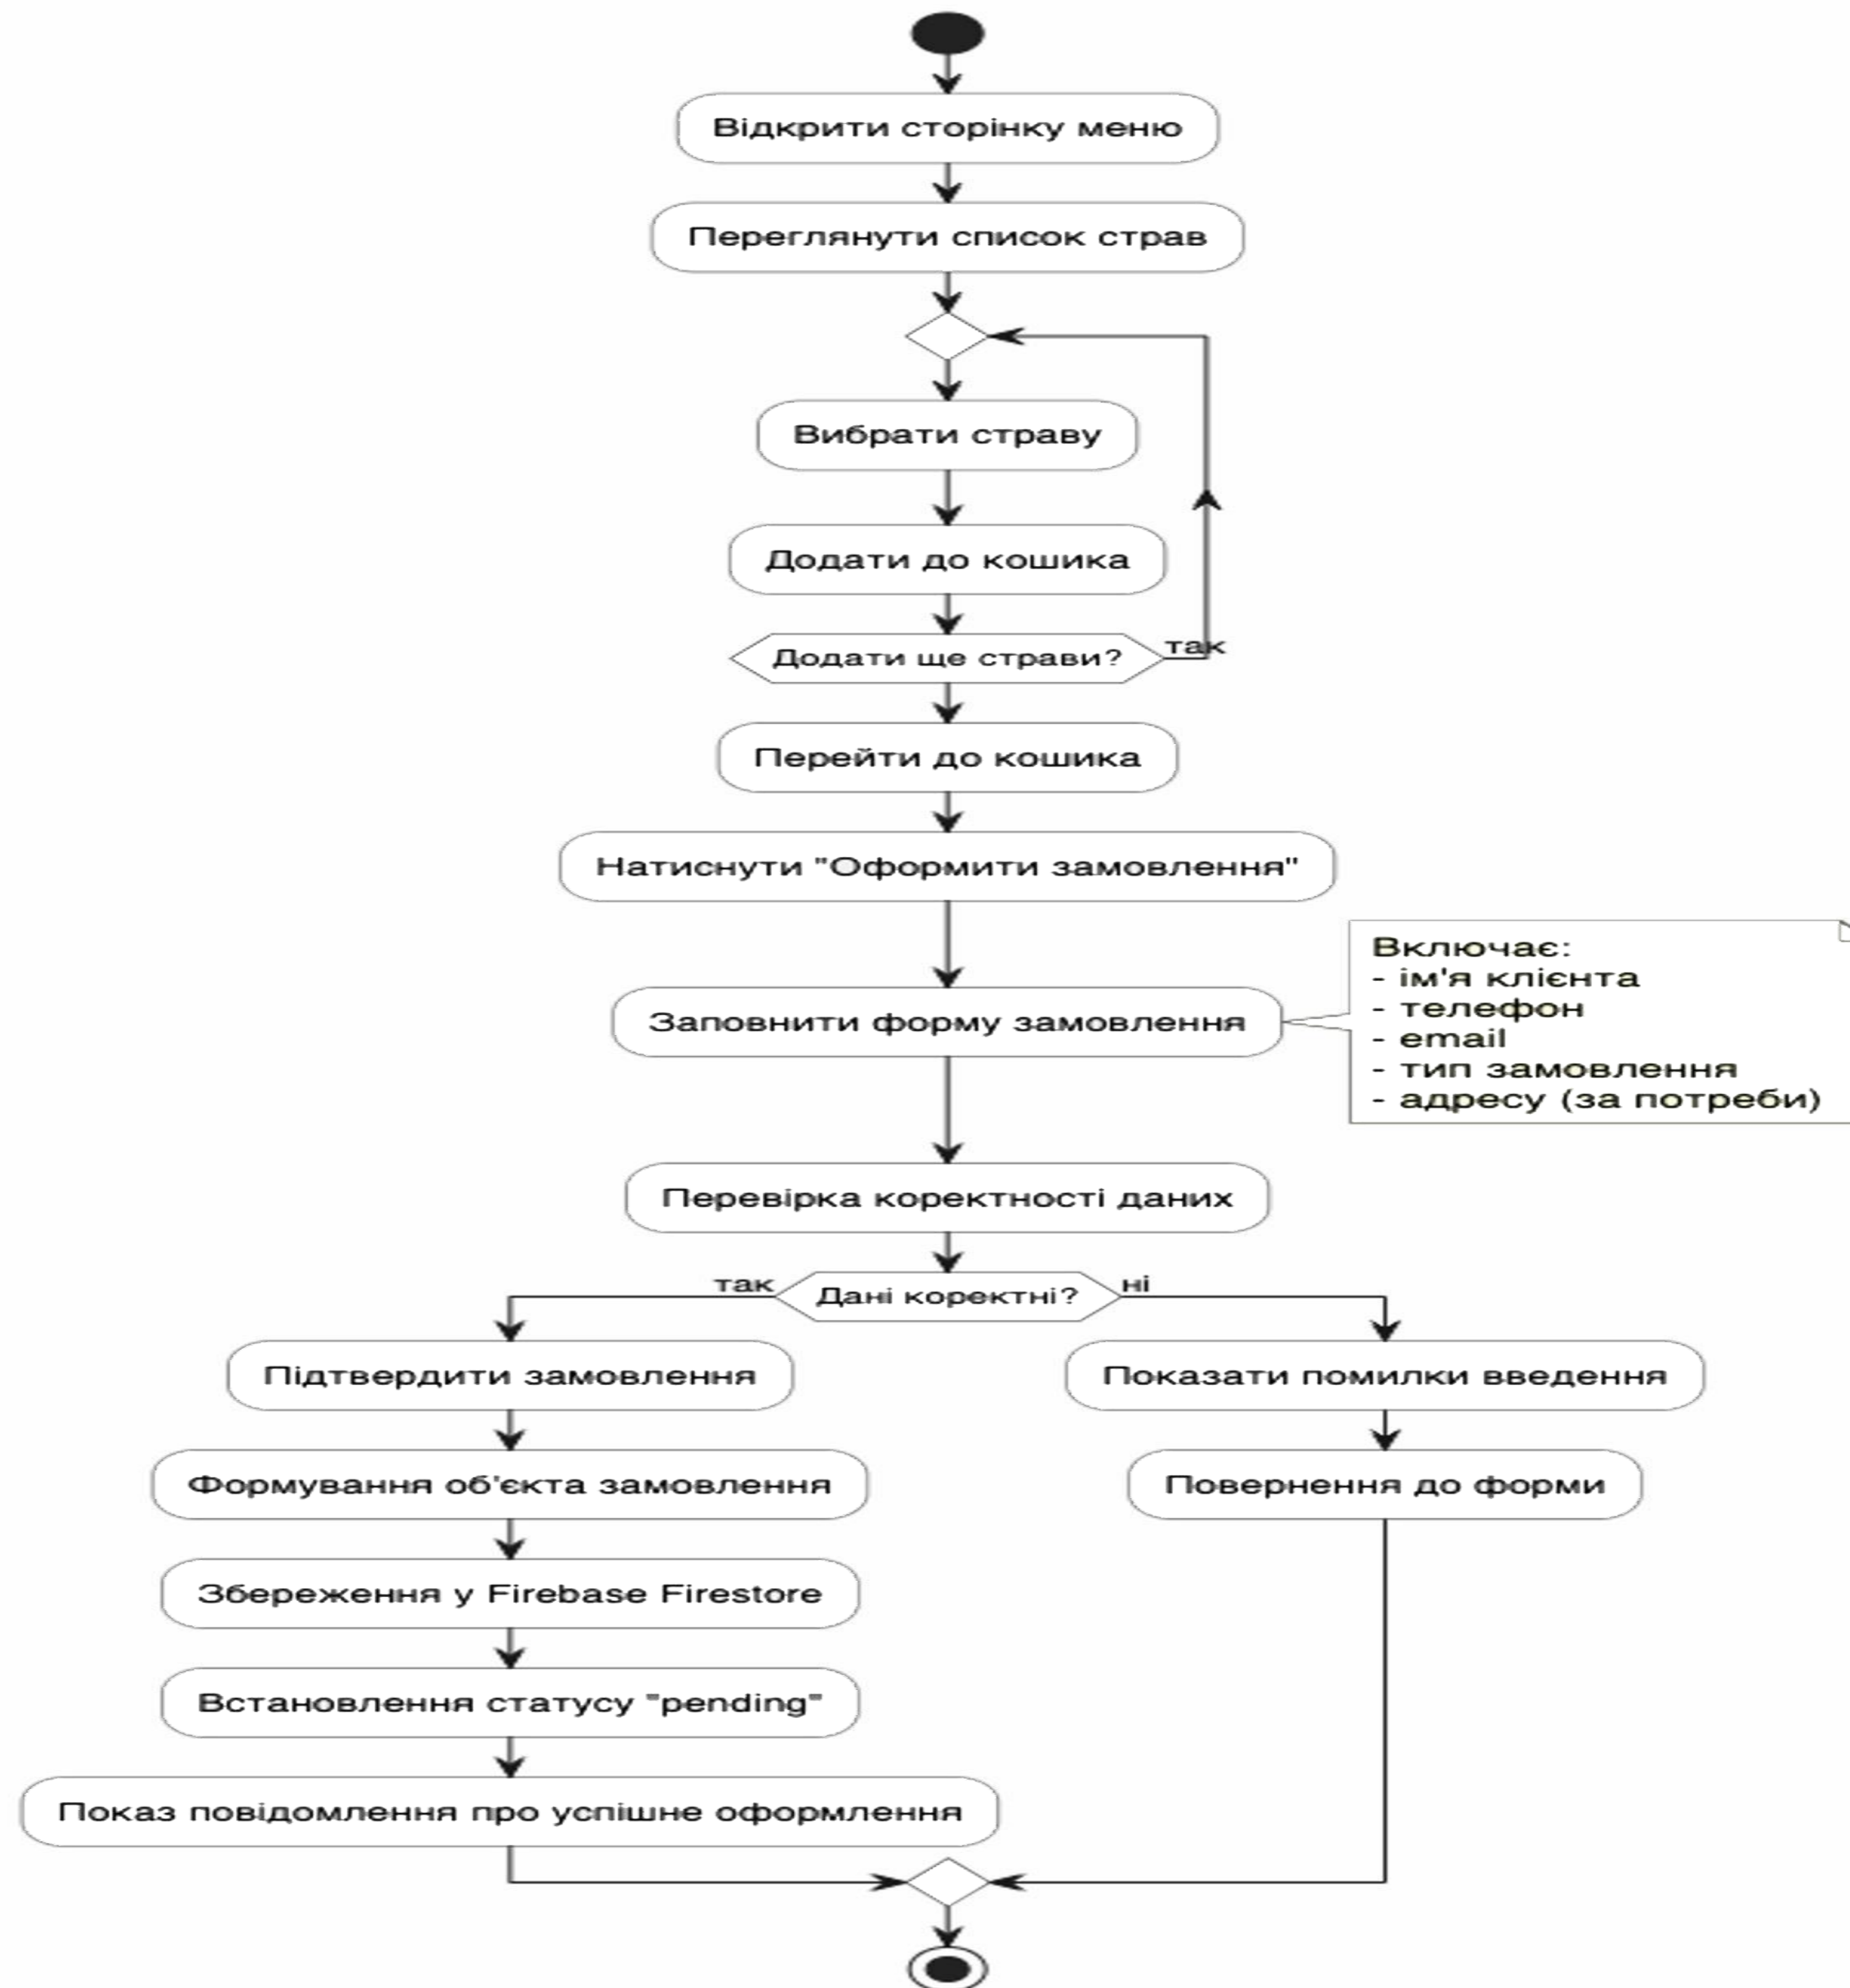 Відкрити сторінку меню
Переглянути список страв
Вибрати страву
Додати до кошика
Додати ще страви?
так
Перейти до кошика
Натиснути "Оформити замовлення"
Заповнити форму замовлення
Включає:
- ім'я клієнта
- телефон
- email
- тип замовлення
- адресу (за потреби)
Перевірка коректності даних
Дані коректні?
так
ні
Підтвердити замовлення
Формування об'єкта замовлення
Збереження у Firebase Firestore
Встановлення статусу "pending"
Показ повідомлення про успішне оформлення
Показати помилки введення
Повернення до форми